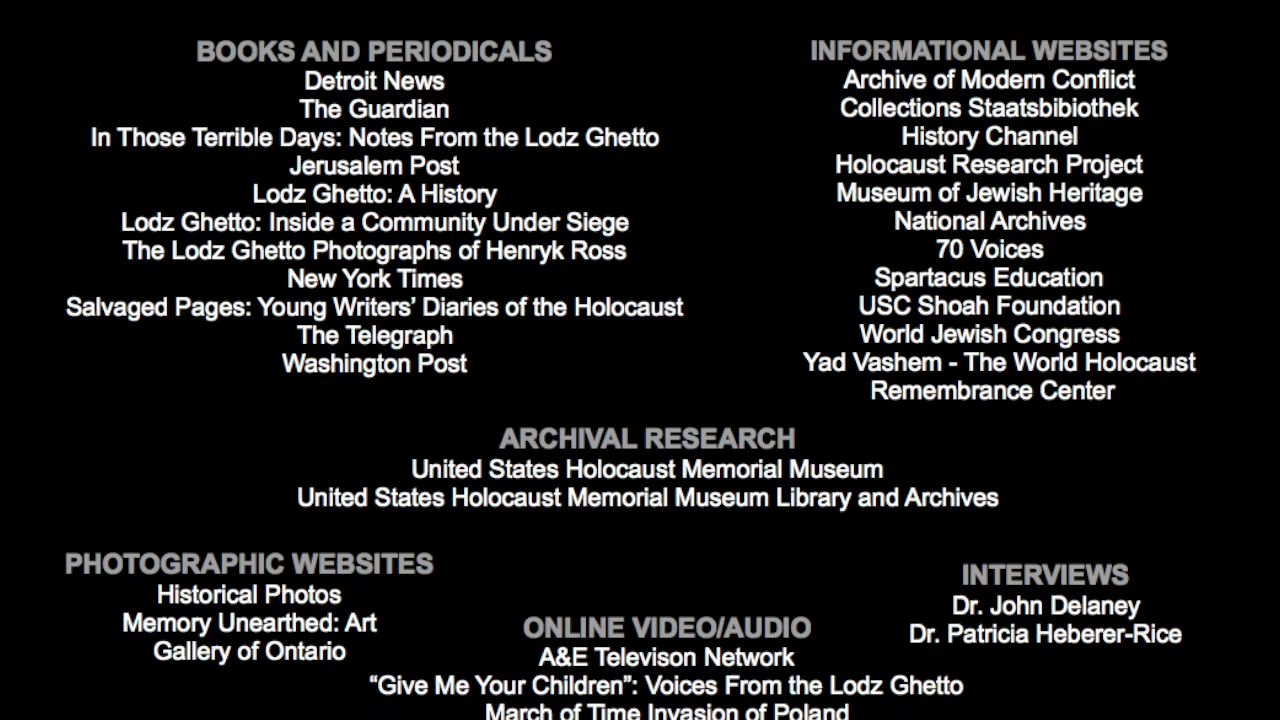 BOOKS AND PERIODICALS
Detroit News
The Guardian
In Those Terrible Days: Notes From the Lodz Ghetto
Jerusalem Post
Lodz Ghetto: A History
Lodz Ghetto: Inside a Community Under Siege
The Lodz Ghetto Photographs of Henryk Ross
New York Times
Salvaged Pages: Young Writers’ Diaries of the Holocaust
The Telegraph
Washington Post
INFORMATIONAL WEBSITES
Archive of Modern Conflict
Collections Staatsbibiothek
History Channel
Holocaust Research Project
Museum of Jewish Heritage
National Archives
70 Voices
Spartacus Education
USC Shoah Foundation
World Jewish Congress
Yad Vashem - The World Holocaust
Remembrance Center
ARCHIVAL RESEARCH
United States Holocaust Memorial Museum
United States Holocaust Memorial Museum Library and Archives
PHOTOGRAPHIC WEBSITES
Historical Photos
Memory Unearthed: Art
Gallery of Ontario
ONLINE VIDEO/AUDIO
A&E Televison Network
“Give Me Your Children”: Voices From the Lodz Ghetto
March of Time Invasion of Poland
INTERVIEWS
Dr. John Delaney
Dr. Patricia Heberer-Rice